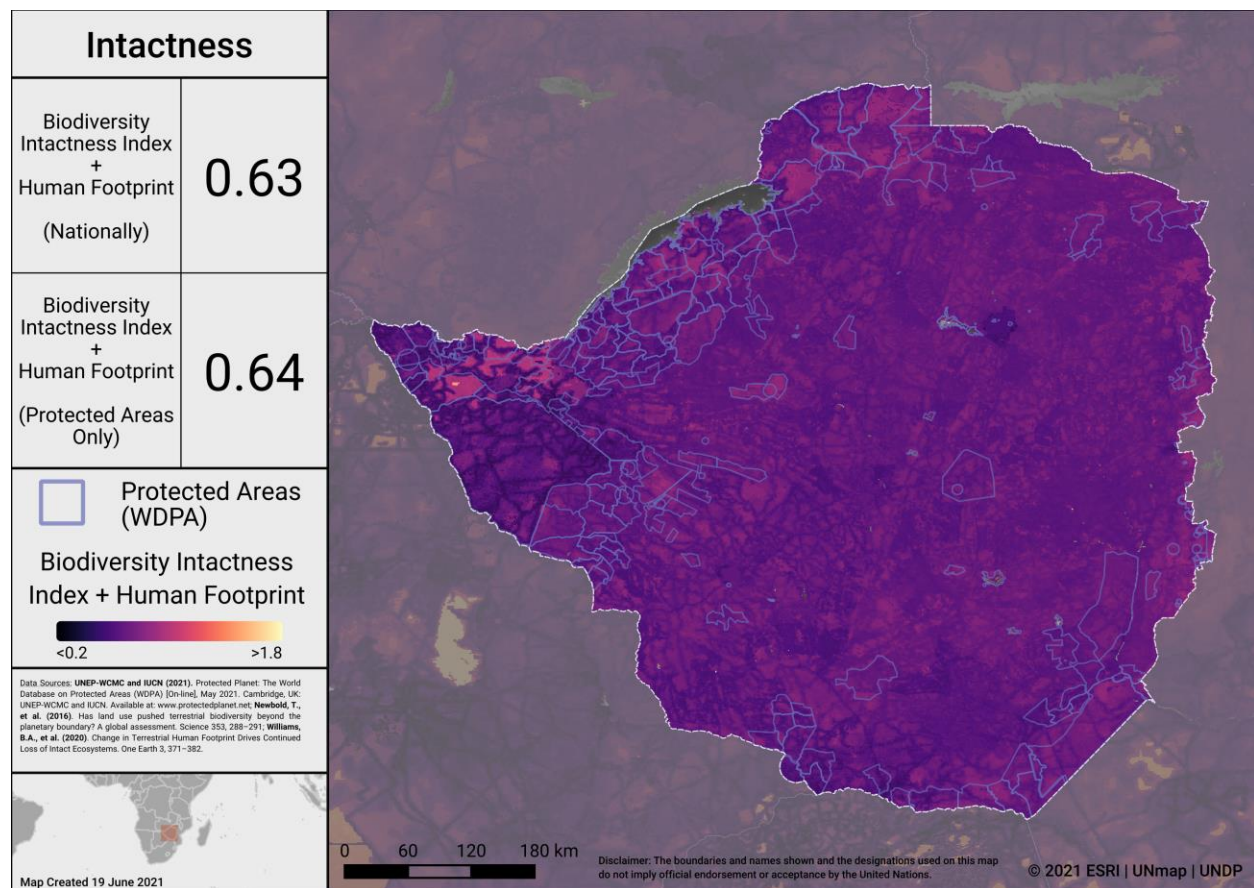 Intactness
Biodiversity
Intactness Index
+
Human Footprint
(Nationally)
0.63
Biodiversity
Intactness Index
+
Human Footprint
(Protected Areas
Only)
0.64
Protected Areas
(WDPA)
Biodiversity Intactness
Index + Human Footprint
<0.2
>1.8
Data Sources: UNEP-WCMC and IUCN (2021). Protected Planet: The World
Database on Protected Areas (WDPA) [On-line], May 2021. Cambridge, UK:
UNEP-WCMC and IUCN. Available at: www.protectedplanet.net; Newbold, T.,
et al. (2016). Has land use pushed terrestrial biodiversity beyond the
planetary boundary? A global assessment. Science 353, 288–291; Williams,
B.A., et al. (2020). Change in Terrestrial Human Footprint Drives Continued
Loss of Intact Ecosystems. One Earth 3, 371–382.
Map Created 19 June 2021
0 60 120 180 km
Disclaimer: The boundaries and names shown and the designations used on this map
do not imply official endorsement or acceptance by the United Nations.
© 2021 ESRI | UNmap | UNDP